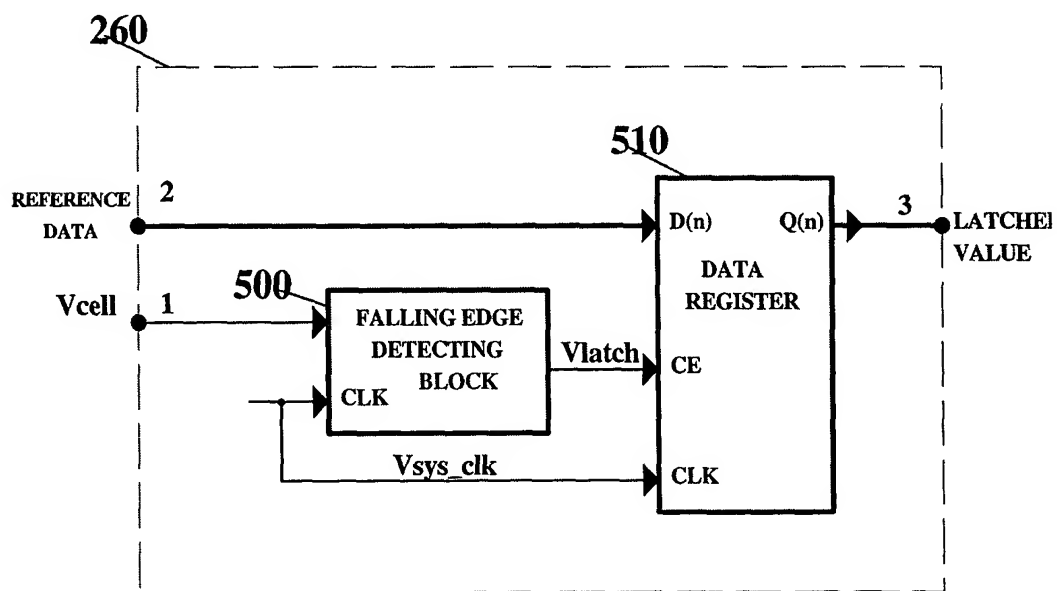 260
510
REFERENCE
DATA
2
D(n)
Q(n)
3
LATCHE
VALUE
DATA
REGISTER
Vcell
1
500
FALLING EDGE
DETECTING
BLOCK
CLK
Vlatch
CE
Vsys_clk
CLK